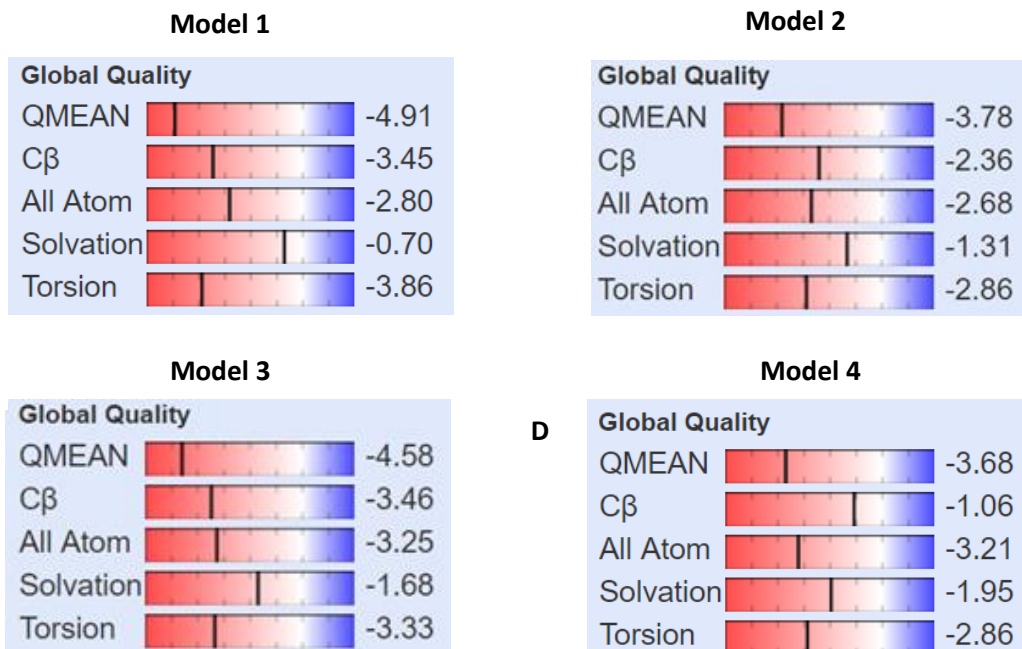 Model 1
Global Quality
QMEAN -4.91
Cβ -3.45
All Atom -2.80
Solvation -0.70
Torsion -3.86
Model 2
Global Quality
QMEAN -3.78
Cβ -2.36
All Atom -2.68
Solvation -1.31
Torsion -2.86
Model 3
Global Quality
QMEAN -4.58
Cβ -3.46
All Atom -3.25
Solvation -1.68
Torsion -3.33
D
Model 4
Global Quality
QMEAN -3.68
Cβ -1.06
All Atom -3.21
Solvation -1.95
Torsion -2.86